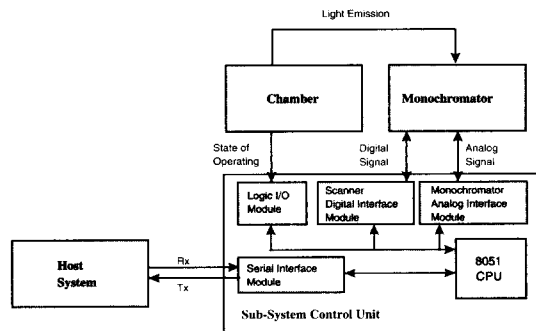 Light Emission
Chamber
Monochromator
State of
Operating
Digital
Signal
Analog
Signal
Logic I/O
Module
Scanner
Digital Interface
Module
Monochromator
Analog Interface
Module
Host
System
Rx
Tx
Serial Interface
Module
8051
CPU
Sub-System Control Unit